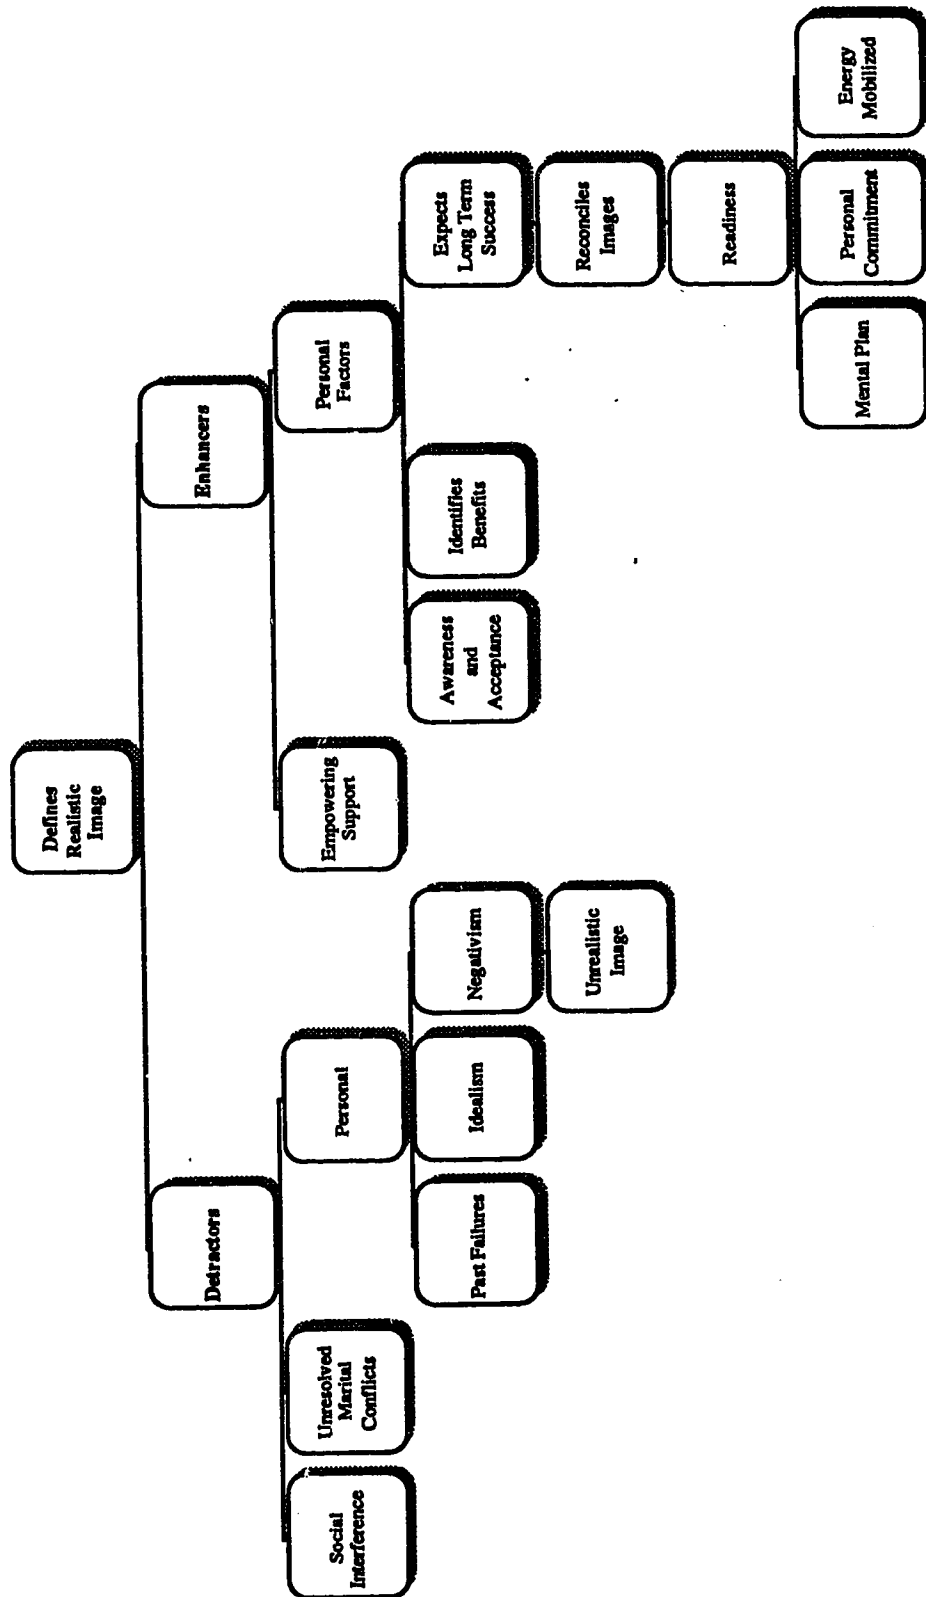 Defines
Realistic
Image
Detractors
Enhancers
Social
Interference
Unresolved
Marital
Conflicts
Personal
Empowering
Support
Personal
Factors
Past Failures
Idealism
Negativism
Awareness
and
Acceptance
Identifies
Benefits
Expects
Long Term
Success
Unrealistic
Image
Reconciles
Images
Readiness
Mental Plan
Personal
Commitment
Energy
Mobilized